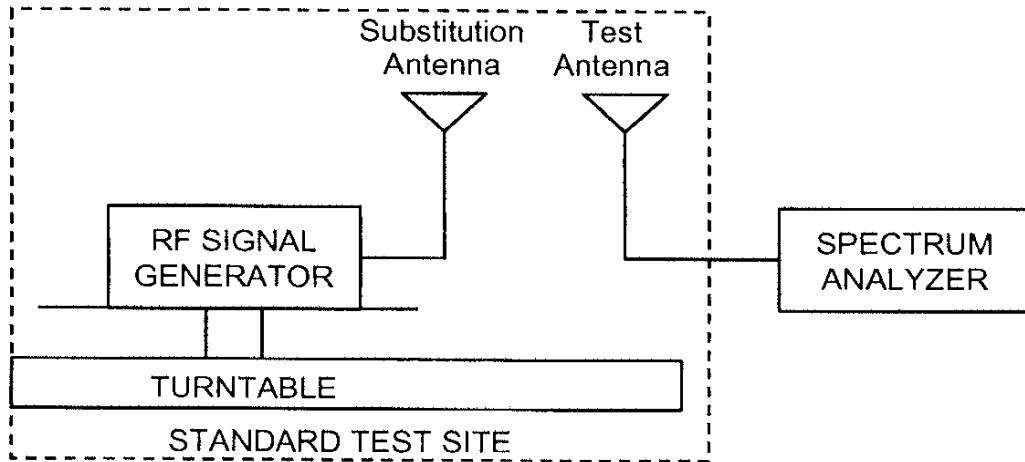 Substitution
Antenna
Test
Antenna
RF SIGNAL
GENERATOR
SPECTRUM
ANALYZER
TURNTABLE
STANDARD TEST SITE